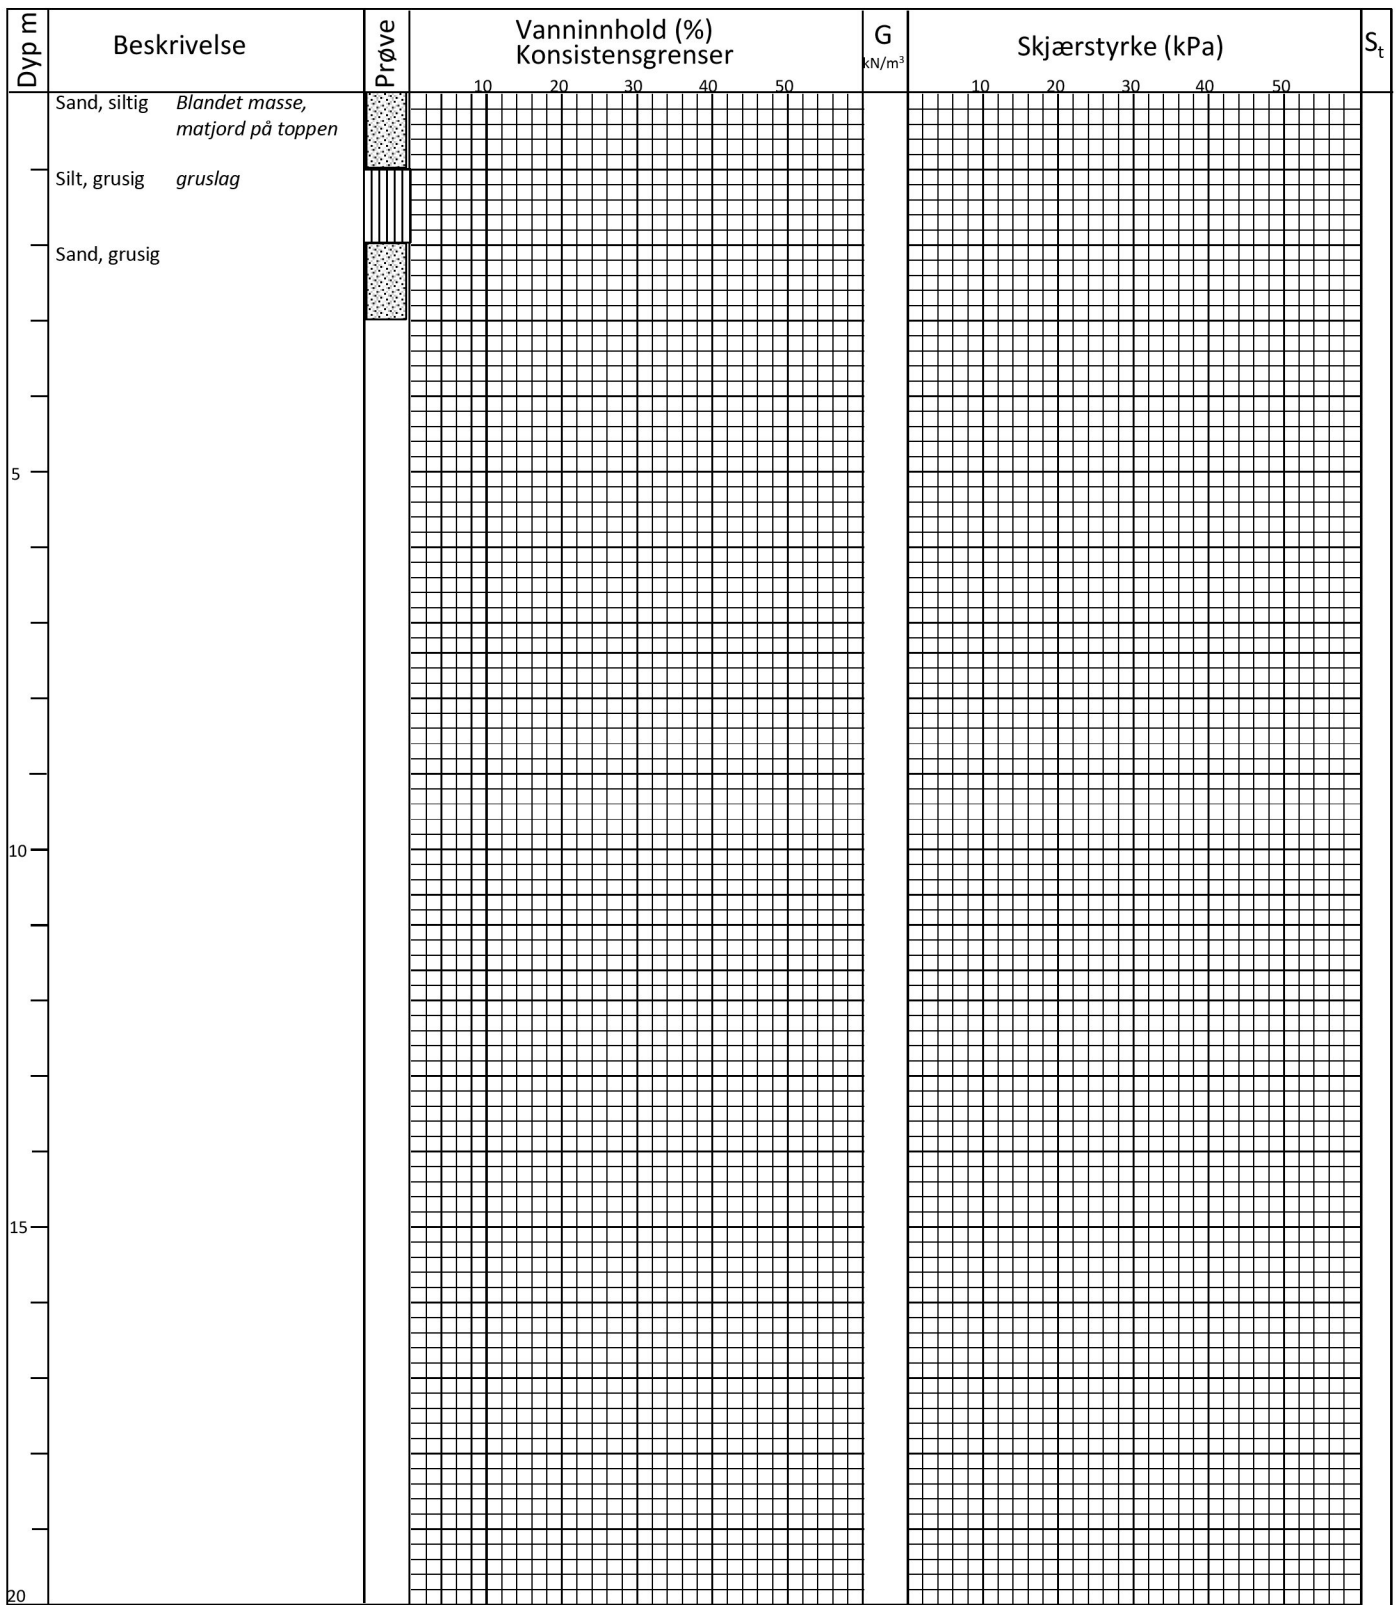 Dyp m
Beskrivelse
Prøve
Vanninnhold (%)
Konsistensgrenser
10 20 30 40 50
G
kN/m³
Skjærstyrke (kPa)
10 20 30 40 50
St
Sand, siltig Blandet masse,
matjord på toppen
Silt, grusig gruslag
Sand, grusig
5
10
15
20